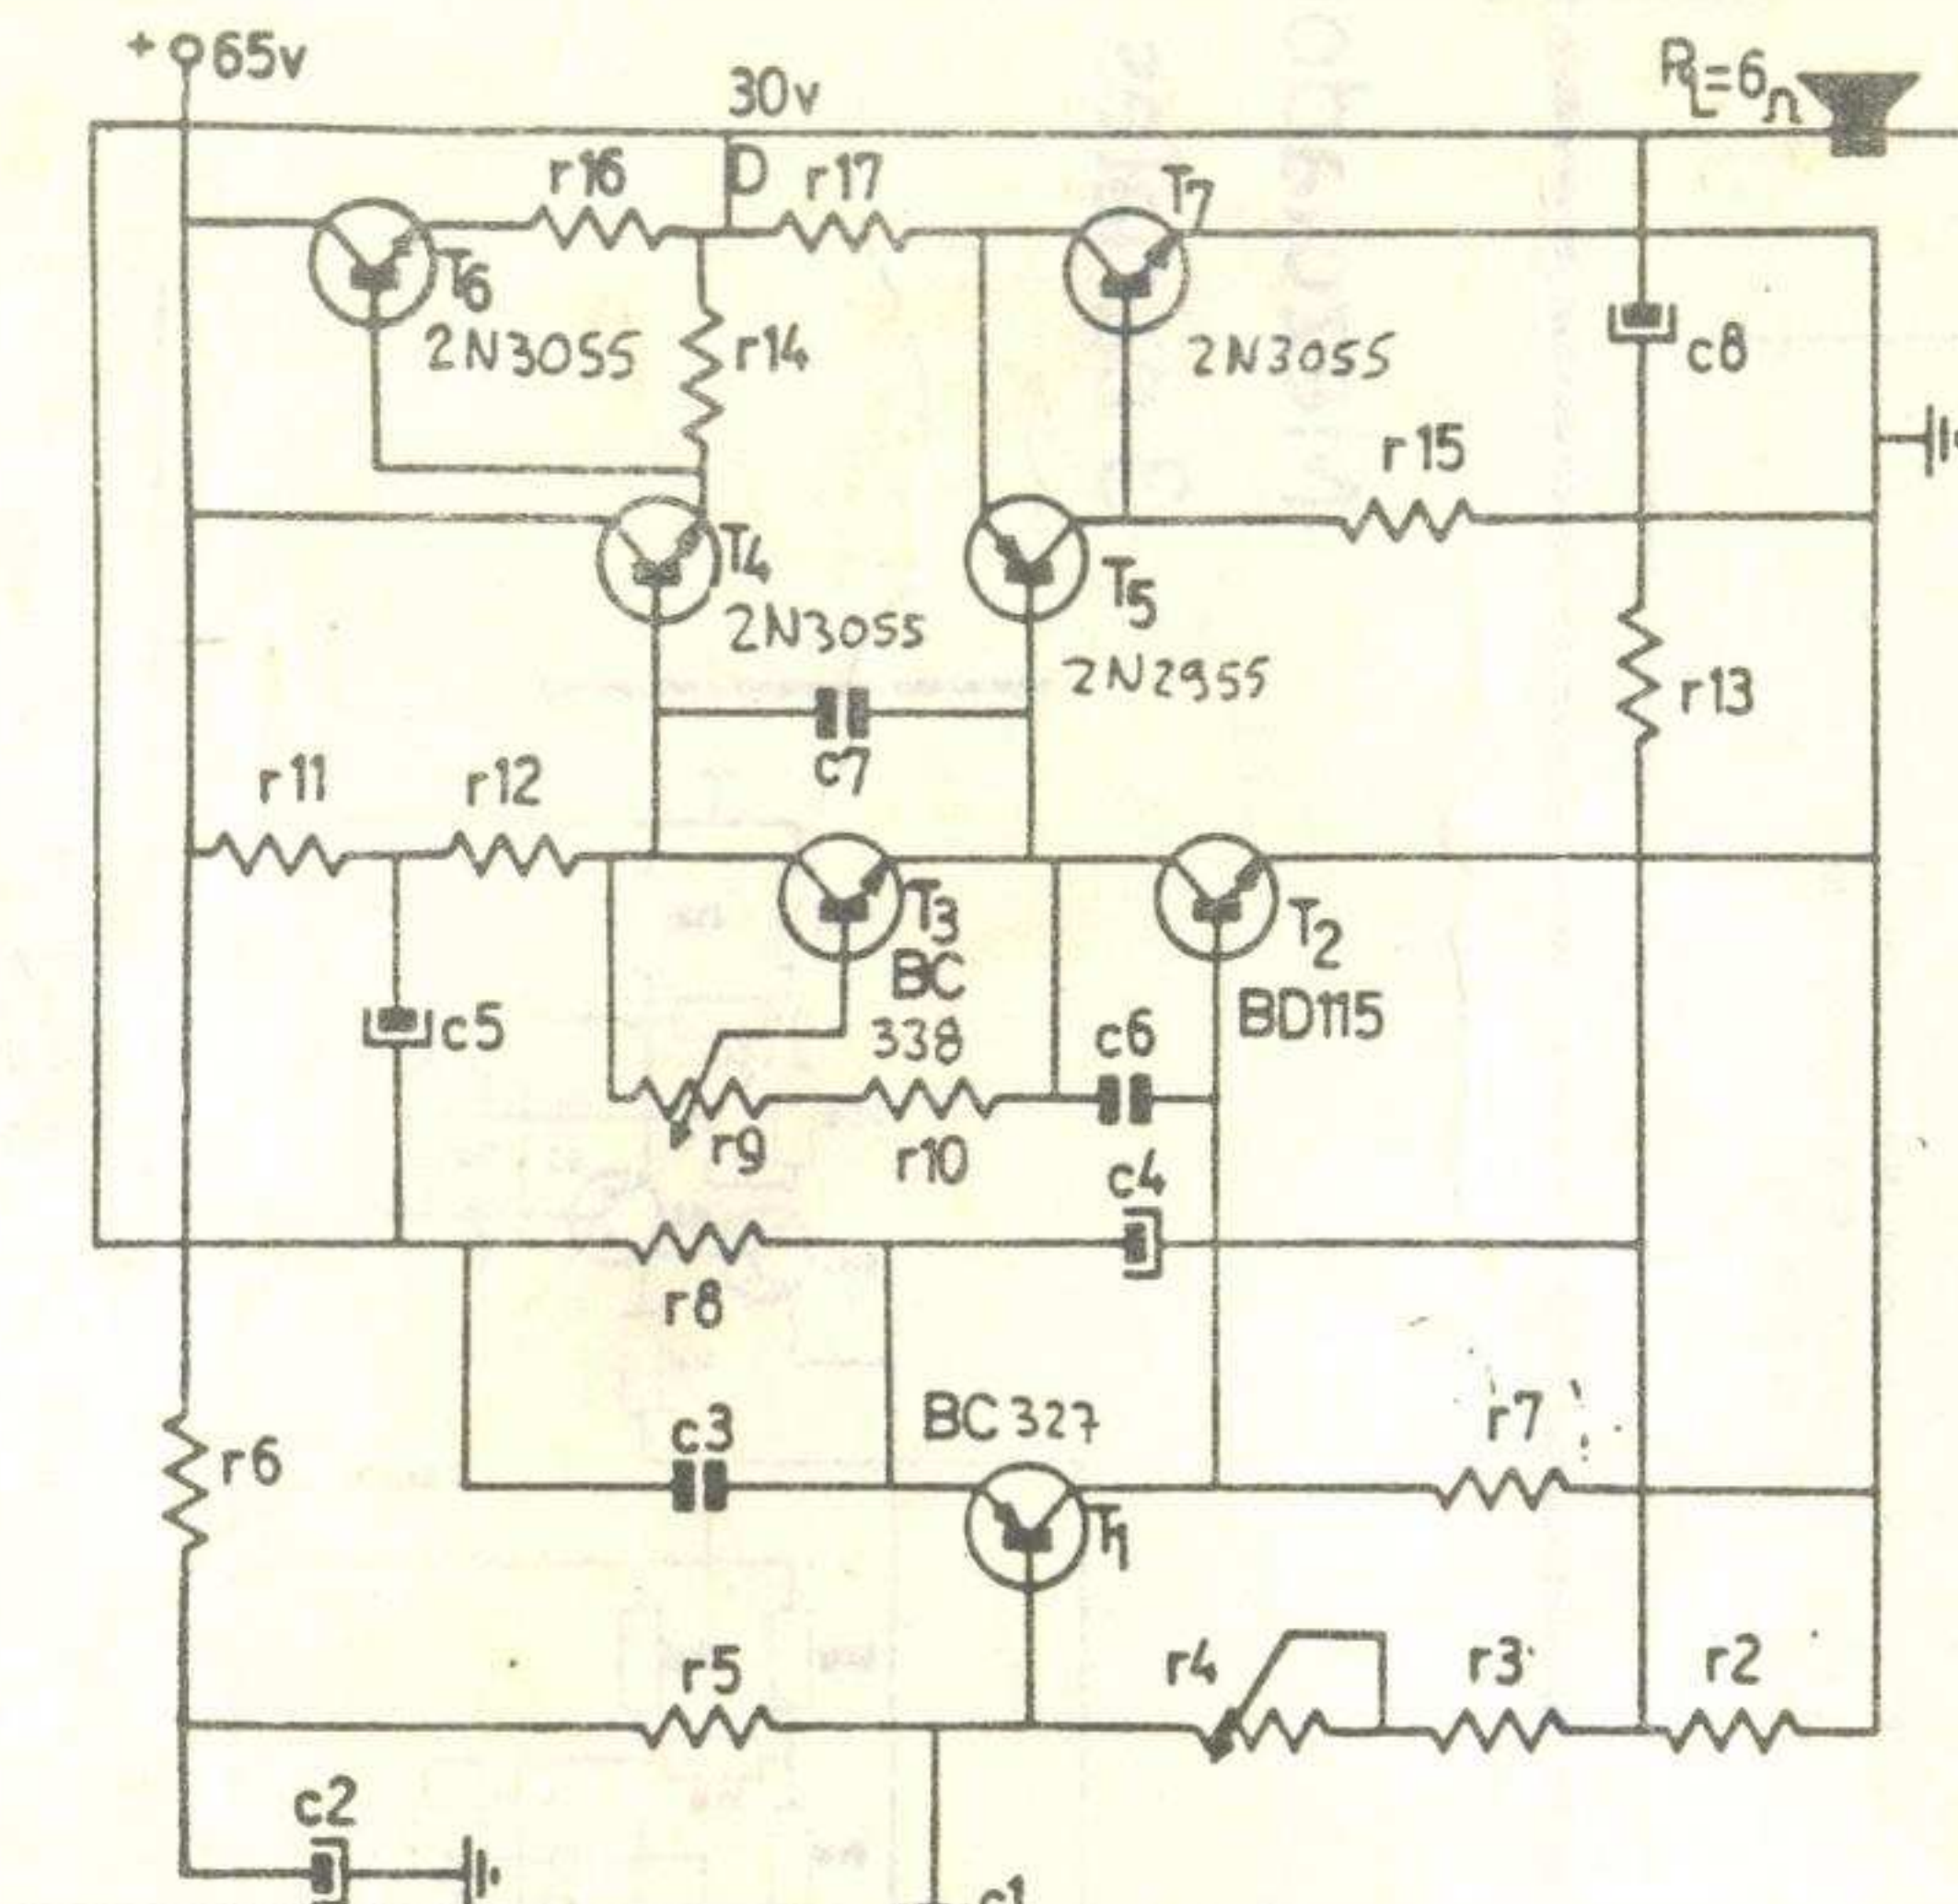 + 65v
30v
RL=6Ω
D
r16
r17
T7
T6
2N3055
r14
2N3055
c8
r15
T4
2N3055
T5
2N2955
c7
r13
r11
r12
T3
BC
338
T2
BD115
c5
c6
r9
r10
c4
r8
BC327
r7
c3
r6
T1
r5
r4
r3
r2
c2
c1